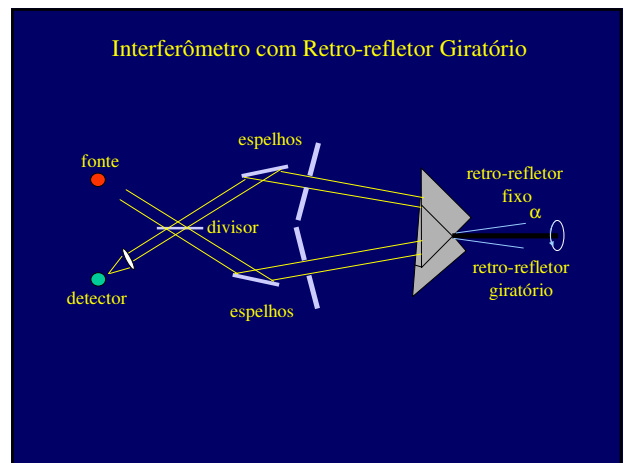 Interferômetro com Retro-refletor Giratório
espelhos
fonte
retro-refletor
fixo
α
divisor
retro-refletor
giratório
detector
espelhos